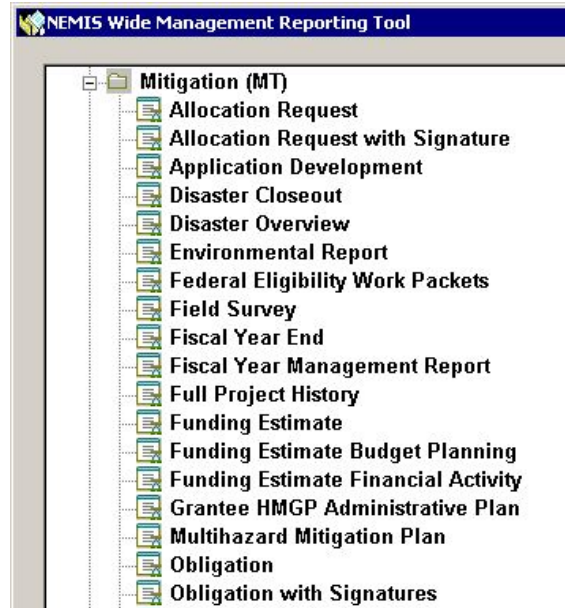 NEMIS Wide Management Reporting Tool
Mitigation (MT)
Allocation Request
Allocation Request with Signature
Application Development
Disaster Closeout
Disaster Overview
Environmental Report
Federal Eligibility Work Packets
Field Survey
Fiscal Year End
Fiscal Year Management Report
Full Project History
Funding Estimate
Funding Estimate Budget Planning
Funding Estimate Financial Activity
Grantee HMGP Administrative Plan
Multihazard Mitigation Plan
Obligation
Obligation with Signatures